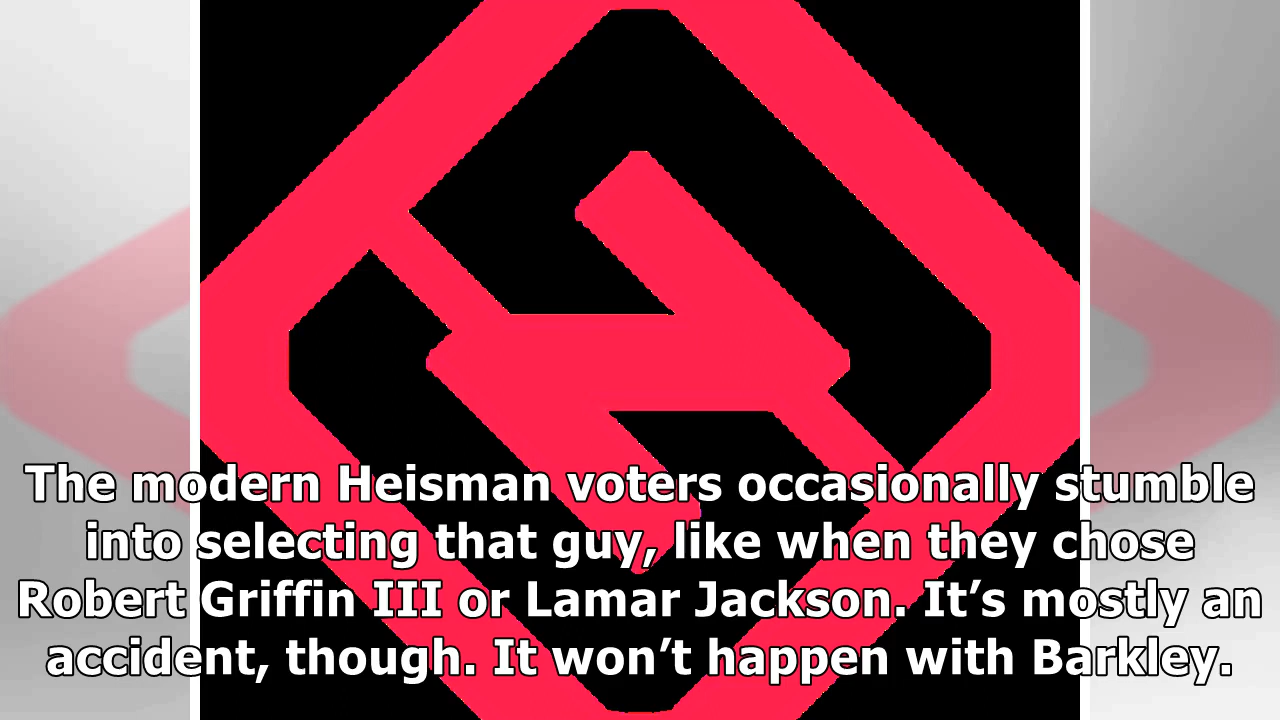 The modern Heisman voters occasionally stumble
into selecting that guy, like when they chose
Robert Griffin III or Lamar Jackson. It’s mostly an
accident, though. It won’t happen with Barkley.